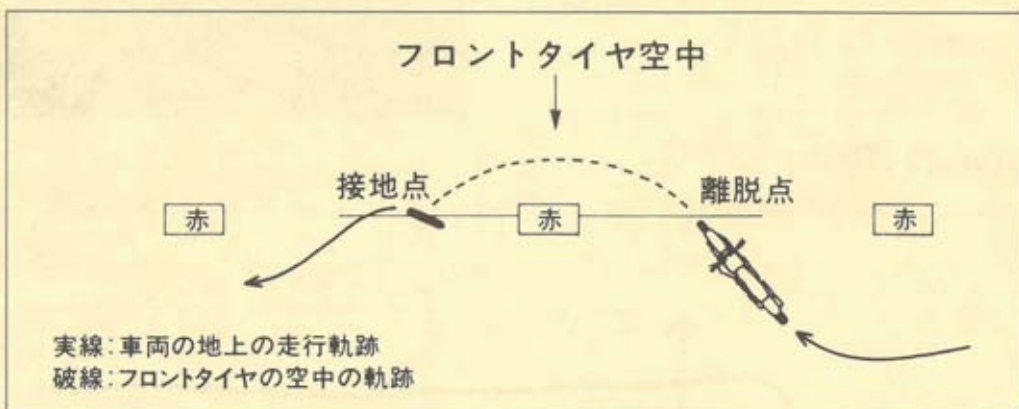 フロントタイヤ空中
接地点
離脱点
赤
赤
赤
実線:車両の地上の走行軌跡
破線:フロントタイヤの空中の軌跡